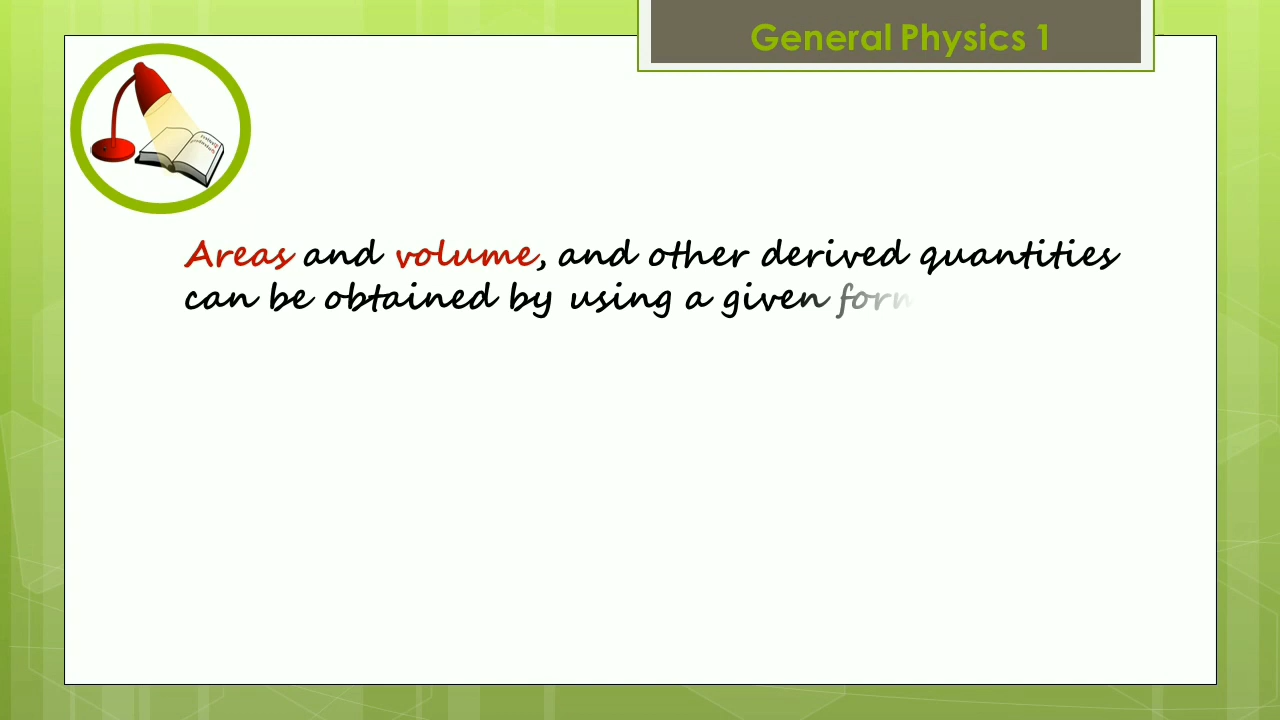 General Physics 1
Areas and volume, and other derived quantities
can be obtained by using a given